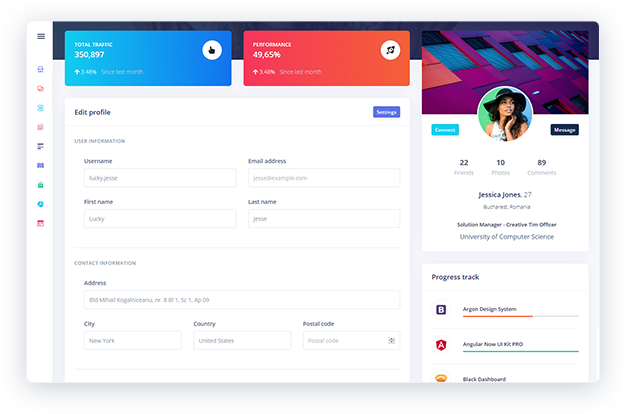 TOTAL TRAFFIC
350,897
3.48% Since last month
PERFORMANCE
49,65%
3.48% Since last month
Edit profile
Settings
USER INFORMATION
Username
Email address
lucky.jesse
jesse@example.com
First name
Last name
Lucky
Jesse
CONTACT INFORMATION
Address
Bld Mihail Kogalniceanu, nr. 8 Bl 1, Sc 1, Ap 09
City
Country
Postal code
New York
United States
Postal code
Connect
Message
22
10
89
Friends
Photos
Comments
Jessica Jones, 27
Bucharest, Romania
Solution Manager - Creative Tim Officer
University of Computer Science
Progress track
B
Argon Design System
A
Angular Now UI Kit PRO
Black Dashboard